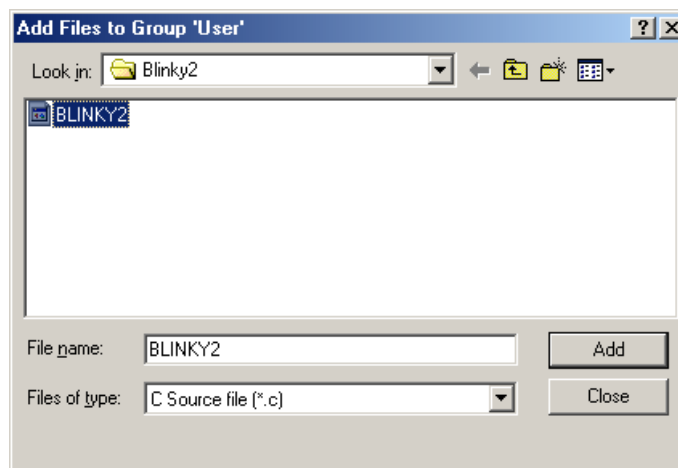 Add Files to Group 'User'
Look in: Blinky2
BLINKY2
File name: BLINKY2 Add
Files of type: C Source file (*.c) Close